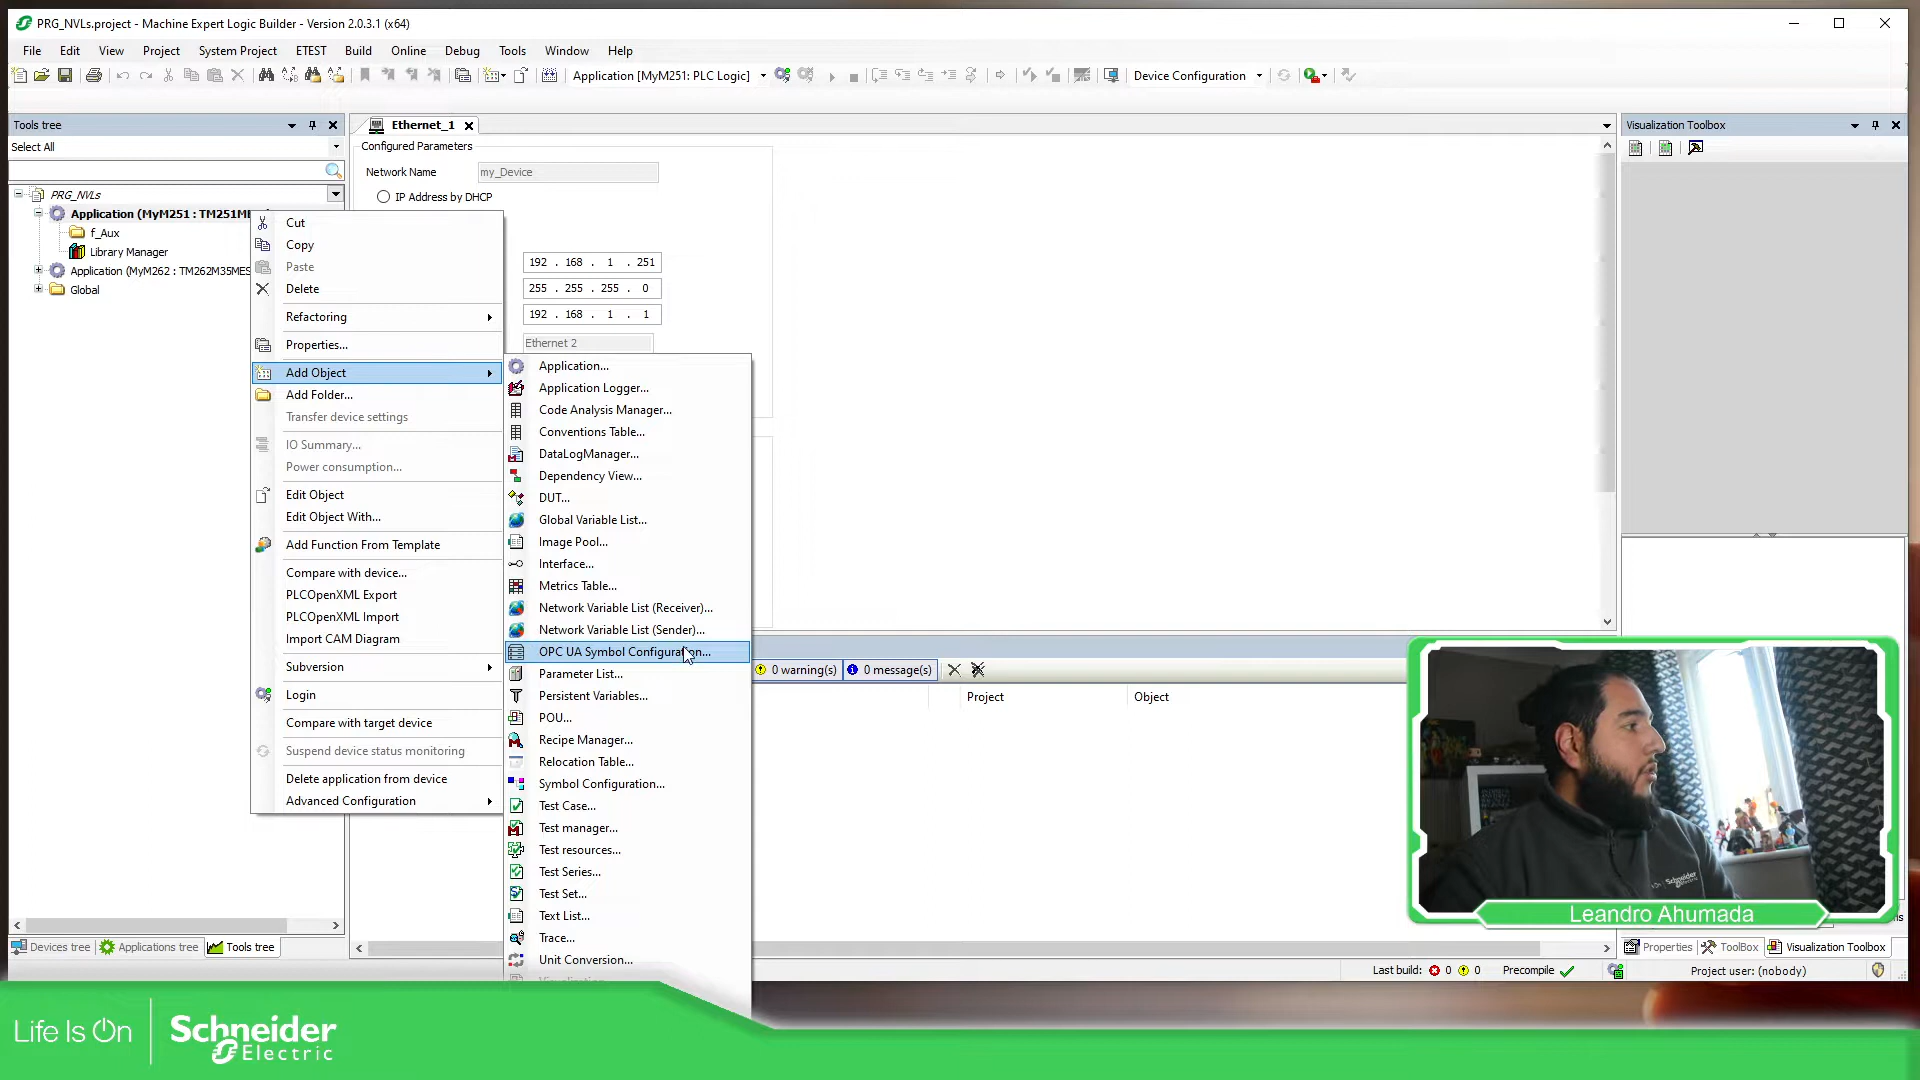 PRG_NVLs.project - Machine Expert Logic Builder - Version 2.0.3.1 (x64)
File Edit View Project System Project ETEST Build Online Debug Tools Window Help
Application [MyM251: PLC Logic] Device Configuration
Tools tree
Select All
PRG_NVLs
Application (MyM251 : TM251ME
f_Aux
Library Manager
Application (MyM262 : TM262M35MES
Global
Cut
Copy
Paste
Delete
Refactoring
Properties...
Add Object
Add Folder...
Transfer device settings
IO Summary...
Power consumption...
Edit Object
Edit Object With...
Add Function From Template
Compare with device...
PLCOpenXML Export
PLCOpenXML Import
Import CAM Diagram
Subversion
Login
Compare with target device
Suspend device status monitoring
Delete application from device
Advanced Configuration
Application...
Application Logger...
Code Analysis Manager...
Conventions Table...
DataLogManager...
Dependency View...
DUT...
Global Variable List...
Image Pool...
Interface...
Metrics Table...
Network Variable List (Receiver)...
Network Variable List (Sender)...
OPC UA Symbol Configuration...
Parameter List...
Persistent Variables...
POU...
Recipe Manager...
Relocation Table...
Symbol Configuration...
Test Case...
Test manager...
Test resources...
Test Series...
Test Set...
Text List...
Trace...
Unit Conversion...
Ethernet_1
Configured Parameters
Network Name my_Device
IP Address by DHCP
192 . 168 . 1 . 251
255 . 255 . 255 . 0
192 . 168 . 1 . 1
Ethernet 2
0 warning(s) 0 message(s)
Project Object
Visualization Toolbox
Schneider Electric
Leandro Ahumada
Devices tree Applications tree Tools tree
Properties ToolBox Visualization Toolbox
Last build: 0 0 Precompile Project user: (nobody)
Life Is On Schneider Electric